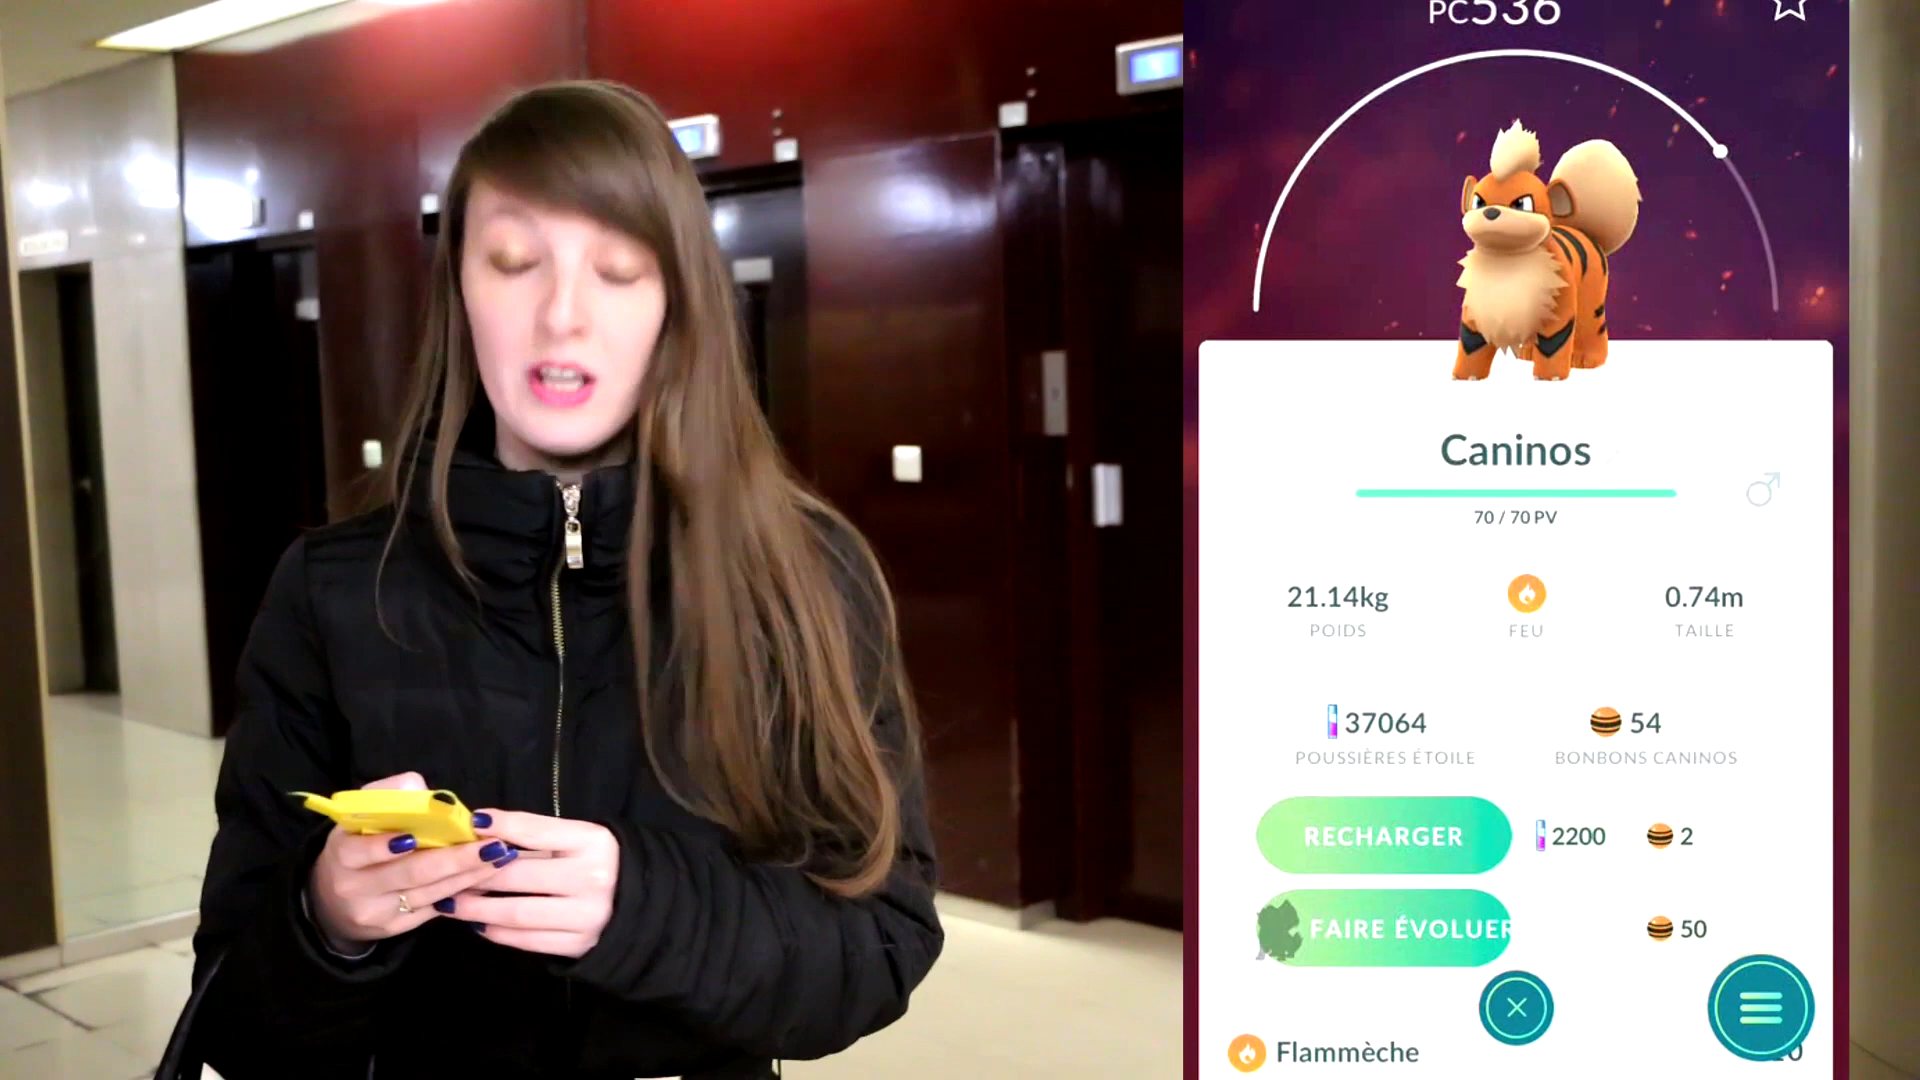 PC536
Caninos
70 / 70 PV
21.14kg
POIDS
FEU
0.74m
TAILLE
37064
POUSSIÈRES ÉTOILE
54
BONBONS CANINOS
RECHARGER
2200
2
FAIRE ÉVOLUER
50
Flammèche